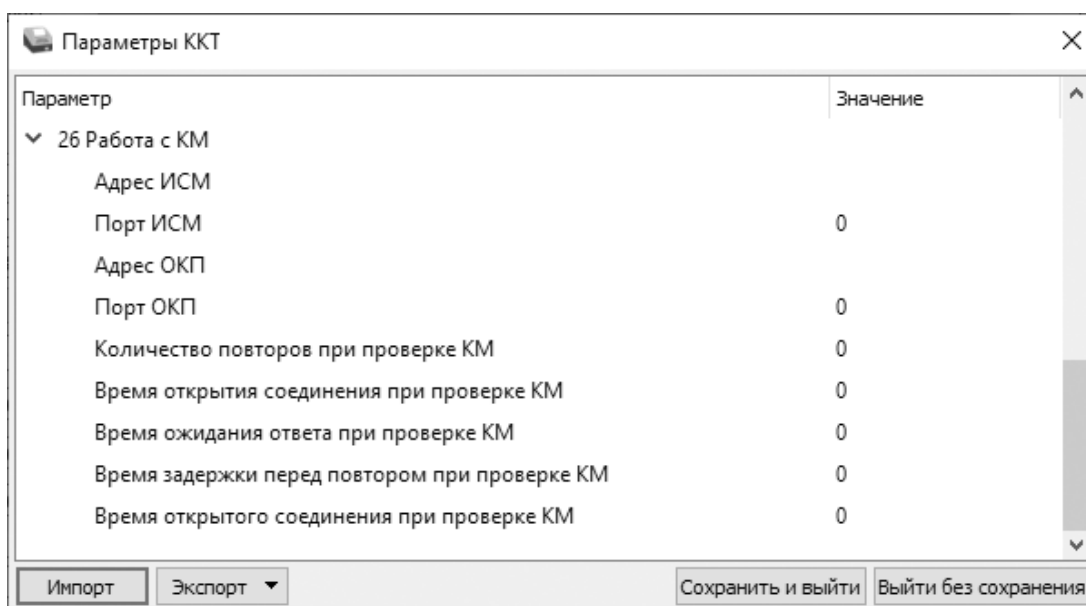 Параметры ККТ
Параметр Значение
26 Работа с КМ
Адрес ИСМ
Порт ИСМ 0
Адрес ОКП
Порт ОКП 0
Количество повторов при проверке КМ 0
Время открытия соединения при проверке КМ 0
Время ожидания ответа при проверке КМ 0
Время задержки перед повтором при проверке КМ 0
Время открытого соединения при проверке КМ 0
Импорт Экспорт Сохранить и выйти Выйти без сохранения